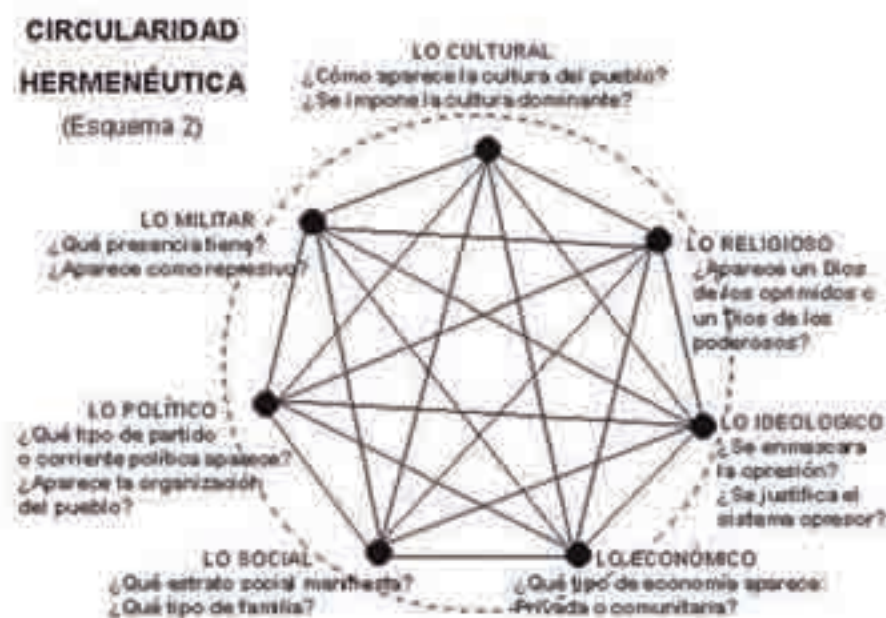 CIRCULARIDAD
HERMENÉUTICA
(Esquema 2)
LO CULTURAL
¿Cómo aparece la cultura del pueblo?
¿Se impone la cultura dominante?
LO MILITAR
¿Qué presencia tiene?
¿Aparece como represivo?
LO RELIGIOSO
¿Aparece un Dios
de los oprimidos o
un Dios de los
poderosos?
LO POLÍTICO
¿Qué tipo de partido
o corriente política aparece?
¿Aparece la organización
del pueblo?
LO IDEOLOGICO
¿Se enmascara
la opresión?
¿Se justifica el
sistema opresor?
LO SOCIAL
¿Qué estrato social manifiesta?
¿Qué tipo de familia?
LO ECONÓMICO
¿Qué tipo de economía aparece:
Privada o comunitaria?